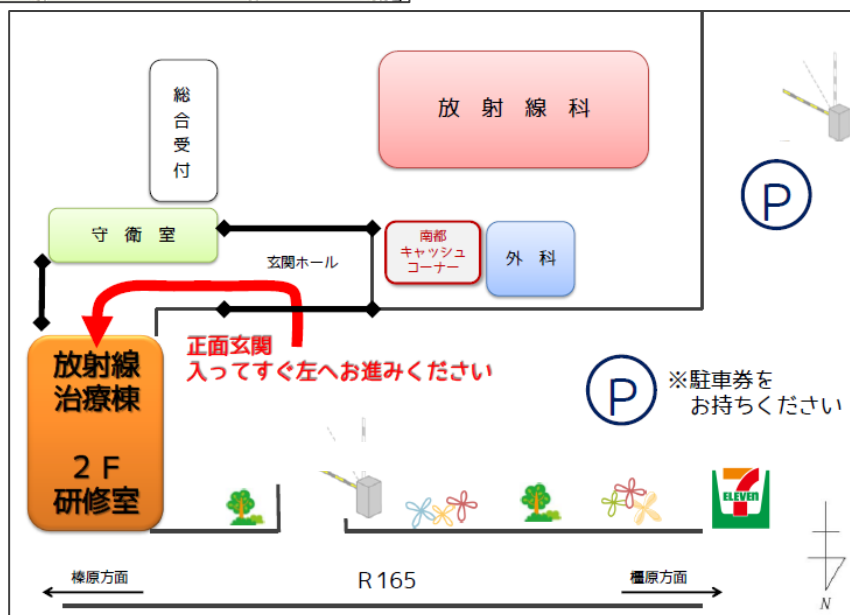 総合受付
放射線科
守衛室
南都
キャッシュ
コーナー
外科
玄関ホール
P
正面玄関
入ってすぐ左へお進みください
放射線
治療棟
２Ｆ
研修室
P
※駐車券を
お持ちください
7
ELEVEN
榛原方面
R165
橿原方面
N